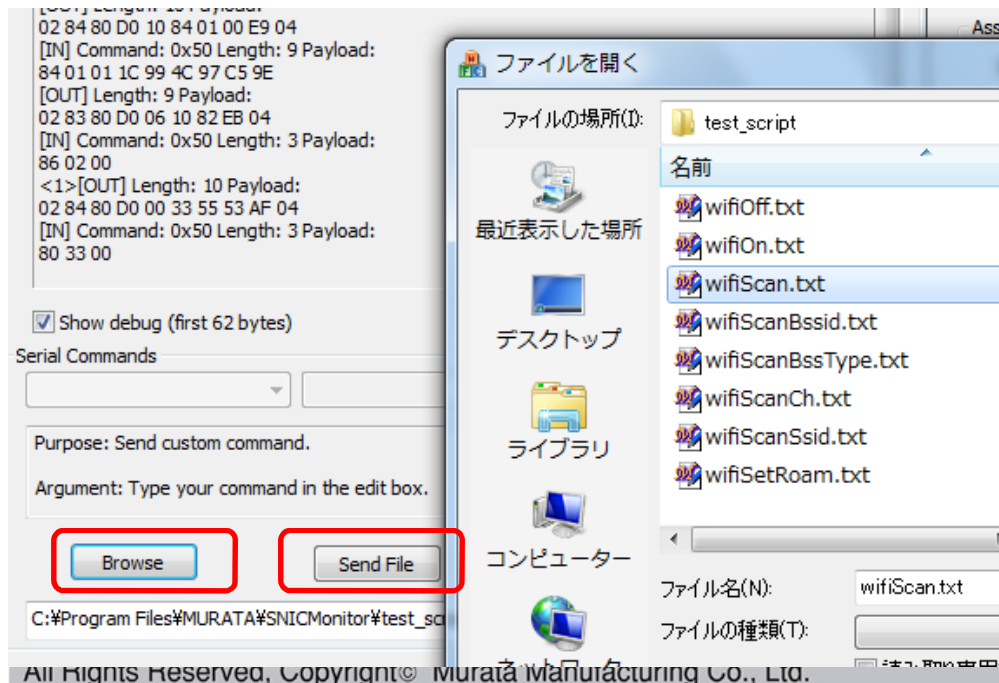 [OUT] Length: 10 Payload:
02 84 80 D0 10 84 01 00 E9 04
[IN] Command: 0x50 Length: 9 Payload:
84 01 01 1C 99 4C 97 C5 9E
[OUT] Length: 9 Payload:
02 83 80 D0 06 10 82 EB 04
[IN] Command: 0x50 Length: 3 Payload:
86 02 00
<1>[OUT] Length: 10 Payload:
02 84 80 D0 00 33 55 53 AF 04
[IN] Command: 0x50 Length: 3 Payload:
80 33 00
Show debug (first 62 bytes)
Serial Commands
Purpose: Send custom command.
Argument: Type your command in the edit box.
Browse
Send File
C:¥Program Files¥MURATA¥SNICMonitor¥test_scr
Ass
ファイルを開く
ファイルの場所(I):
test_script
最近表示した場所
デスクトップ
ライブラリ
コンピューター
ネットワーク
名前
wifiOff.txt
wifiOn.txt
wifiScan.txt
wifiScanBssid.txt
wifiScanBssType.txt
wifiScanCh.txt
wifiScanSsid.txt
wifiSetRoam.txt
ファイル名(N):
wifiScan.txt
ファイルの種類(T):
All Rights Reserved, Copyright© Murata Manufacturing Co., Ltd.